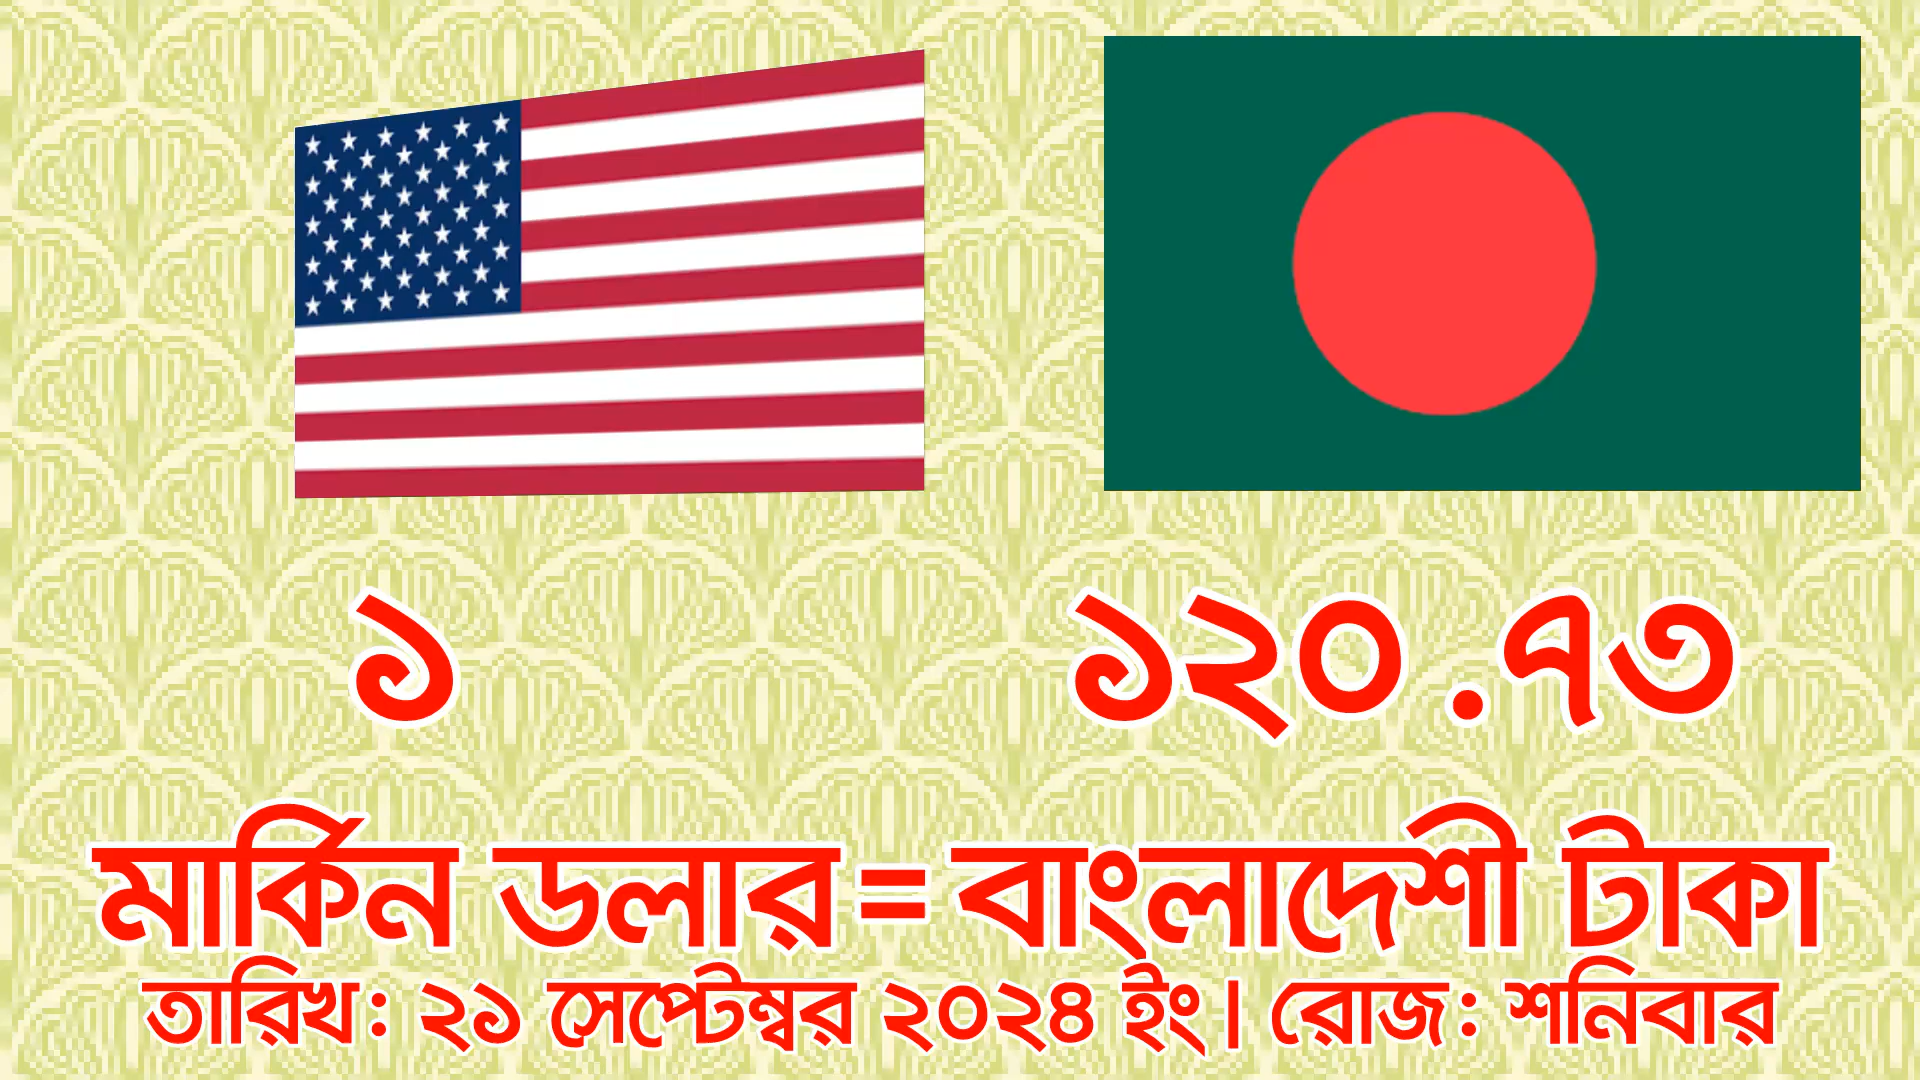 ১ ১২০.৭৩
মার্কিন ডলার = বাংলাদেশী টাকা
তারিখ: ২১ সেপ্টেম্বর ২০২৪ ইং | রোজ: শনিবার